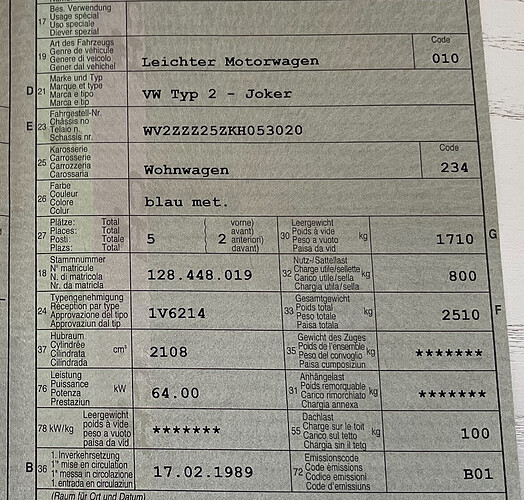 17 Bes. Verwendung
Usage spécial
Uso speciale
Diever spezial
19 Art des Fahrzeugs
Genre de véhicule
Genere di veicolo
Gener dal vehichel
Leichter Motorwagen
Code
010
D 21 Marke und Typ
Marque et type
Marca e tipo
Marca e tip
VW Typ 2 - Joker
E 23 Fahrgestell-Nr.
Châssis no
Telaio n.
Schassis nr.
WV2ZZZ25ZKH053020
25 Karosserie
Carrosserie
Carrozzeria
Carossaria
Wohnwagen
Code
234
26 Farbe
Couleur
Colore
Colur
blau met.
27 Plätze: Total
Places: Total
Posti: Totale
Plazs: Total
5
( vorne)
( avant)
( 2 anteriori)
( davant)
30 Leergewicht
Poids à vide
Peso a vuoto
Paisa da vid
kg
1710 G
18 Stammnummer
N° matricule
N. di matricola
Nr. da matricla
128.448.019
32 Nutz-/Sattellast
Charge utile/sellette
Carico utile/sella
Chargia utila/sella
kg
800
24 Typengenehmigung
Réception par type
Approvazione del tipo
Approvaziun dal tip
1V6214
33 Gesamtgewicht
Poids total
Peso totale
Paisa totala
kg
2510 F
37 Hubraum
Cylindrée
Cilindrata
Cilindrada
cm³
2108
35 Gewicht des Zuges
Poids de l'ensemble
Peso del convoglio
Paisa cumposiziun
kg
*******
76 Leistung
Puissance
Potenza
Prestaziun
kW
64.00
31 Anhängelast
Poids remorquable
Carico rimorchiato
Chargia annexa
kg
*******
78 kW/kg
Leergewicht
poids à vide
peso a vuoto
paisa da vid
*******
55 Dachlast
Charge sur le toit
Carico sul tetto
Chargia sin il tetg
kg
100
B 36 1. Inverkehrsetzung
1re mise en circulation
1a messa in circolazione
1. entrada en circulaziun
17.02.1989
72 Emissionscode
Code émissions
Codice emissioni
Code d'emissiuns
B01
(Raum für Ort und Datum)